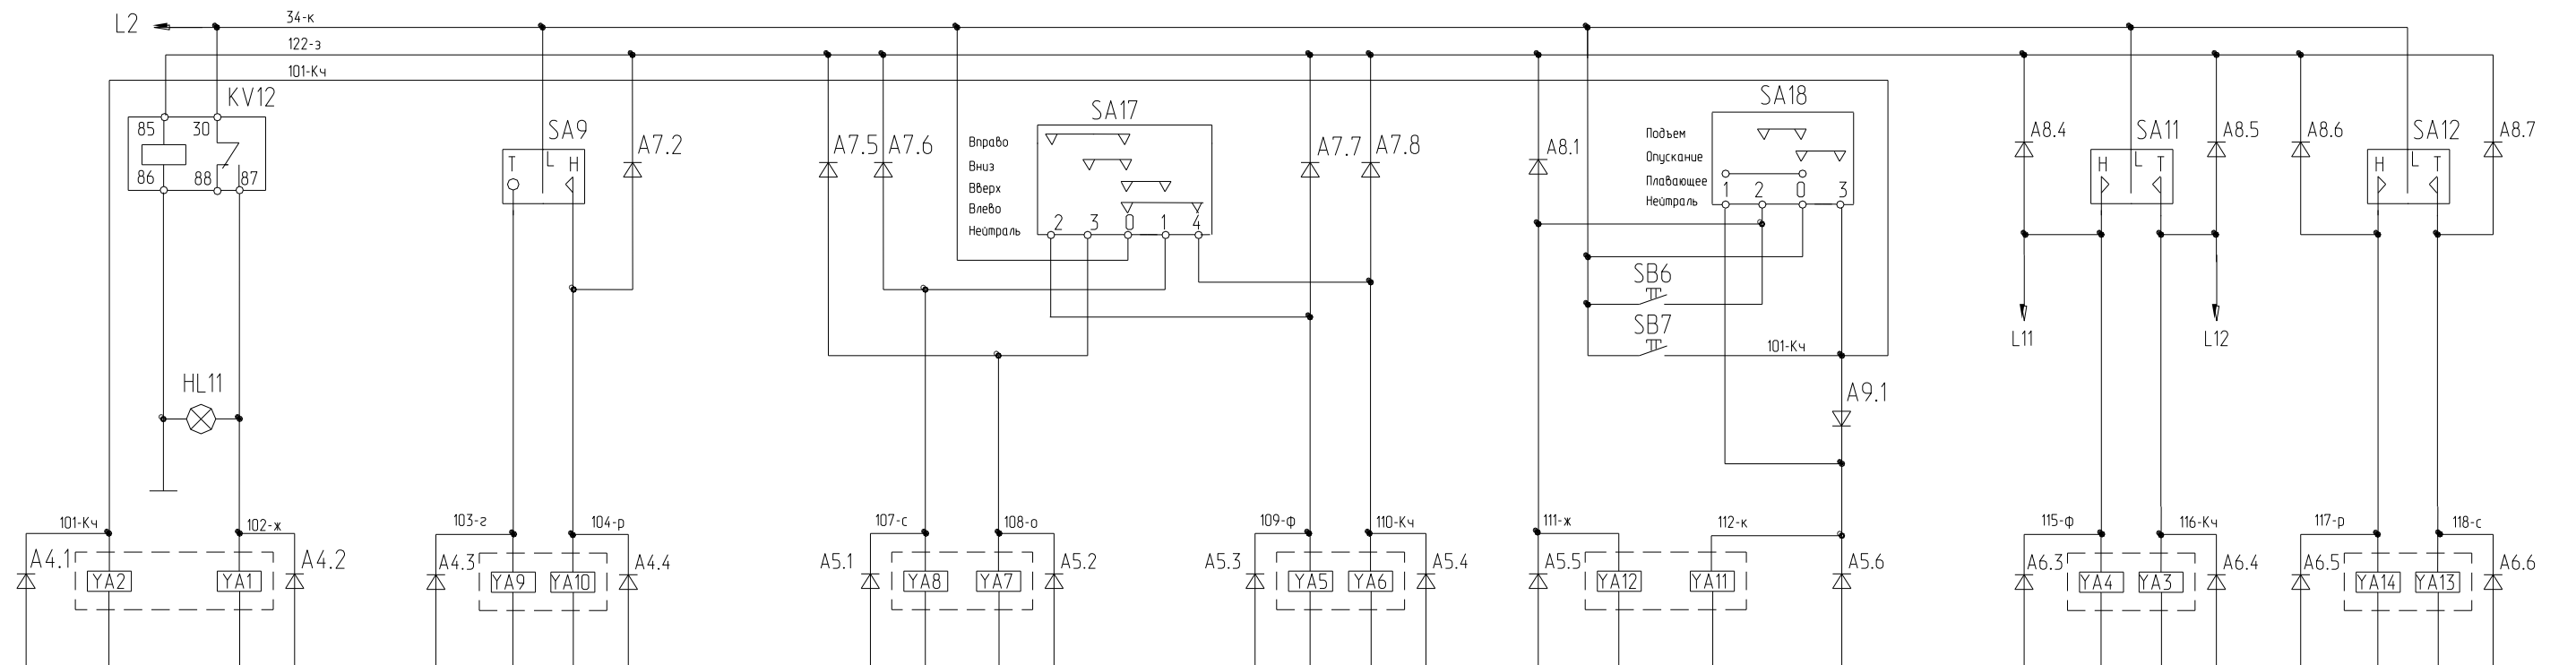 L2
34-к
122-з
101-Кч
KV12
85
30
86
88
87
HL11
SA9
T
L
H
A7.2
A7.5
A7.6
SA17
Вправо
Вниз
Вверх
Влево
Нейтраль
2
3
0
1
4
A7.7
A7.8
A8.1
SA18
Подъем
Опускание
Плавающее
Нейтраль
1
2
0
3
SB6
SB7
101-Кч
A9.1
A8.4
SA11
H
L
T
A8.5
L11
L12
A8.6
SA12
H
L
T
A8.7
101-Кч
102-ж
A4.1
YA2
YA1
A4.2
103-г
104-р
A4.3
YA9
YA10
A4.4
107-с
108-о
A5.1
YA8
YA7
A5.2
109-ф
110-Кч
A5.3
YA5
YA6
A5.4
111-ж
112-к
A5.5
YA12
YA11
A5.6
115-ф
116-Кч
A6.3
YA4
YA3
A6.4
117-р
118-с
A6.5
YA14
YA13
A6.6